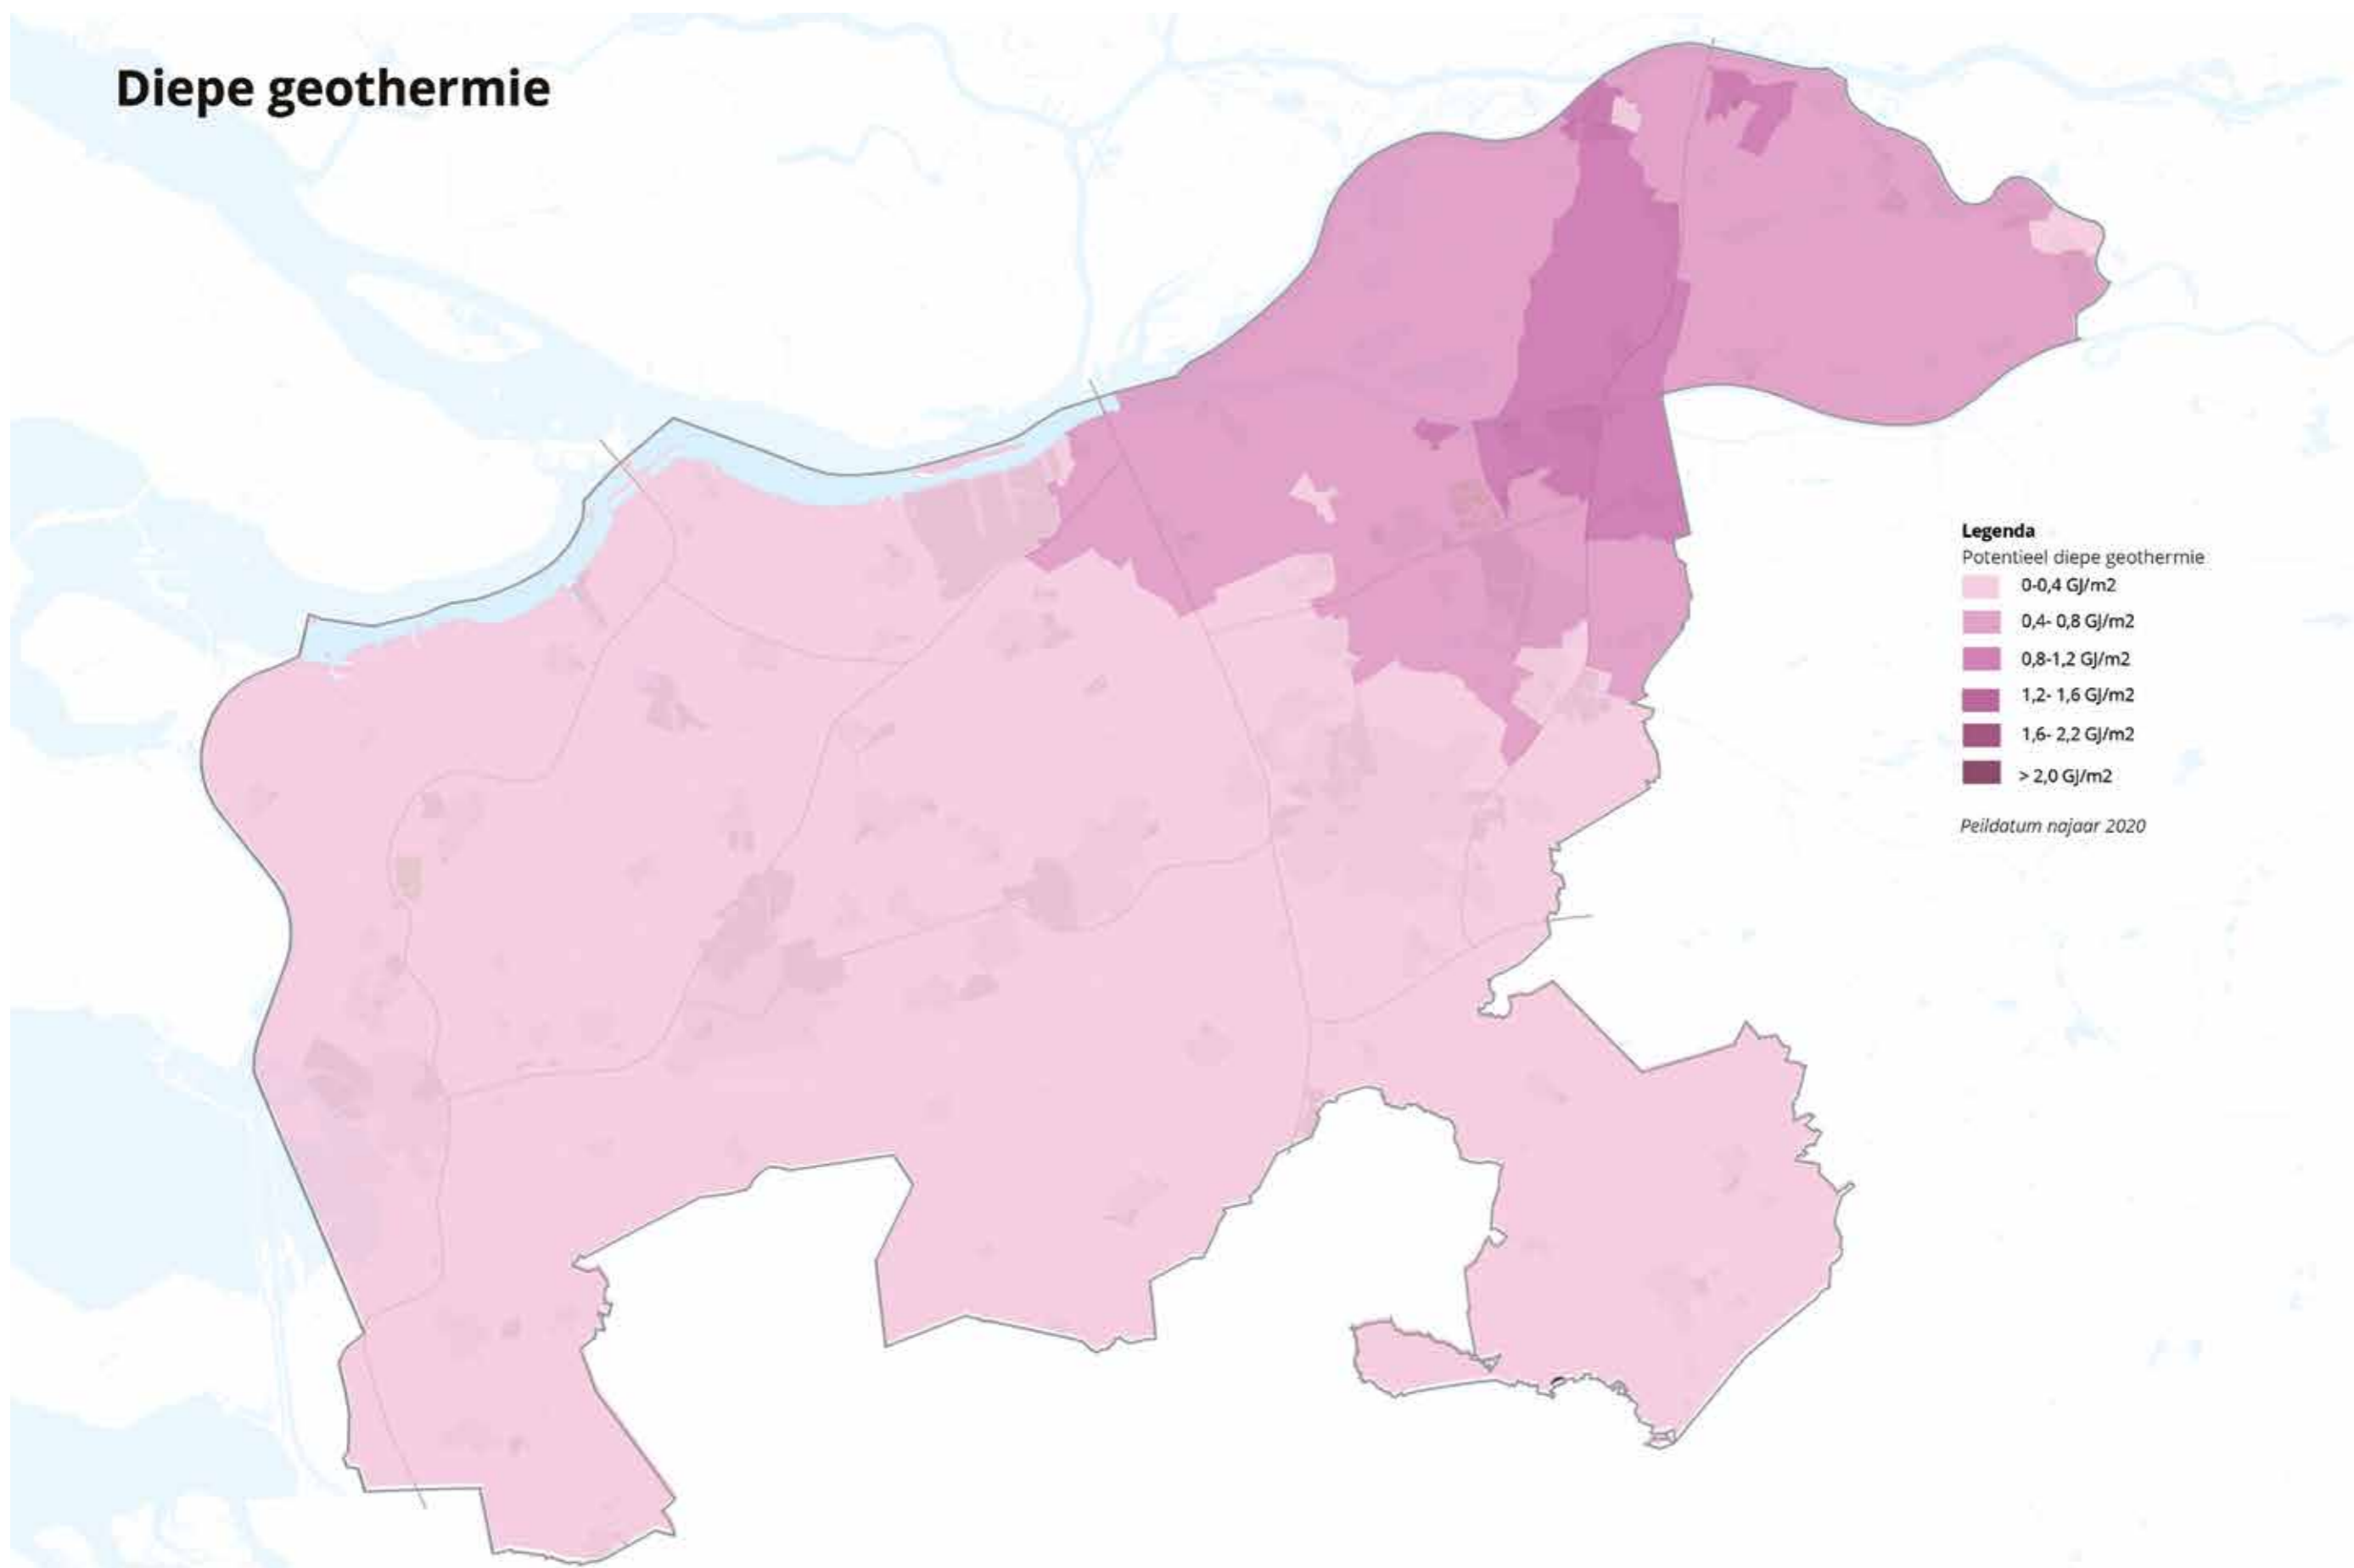 Diepe geothermie
Legenda
Potentieel diepe geothermie
0-0,4 GJ/m2
0,4- 0,8 GJ/m2
0,8-1,2 GJ/m2
1,2- 1,6 GJ/m2
1,6- 2,2 GJ/m2
> 2,0 GJ/m2
Peildatum najaar 2020